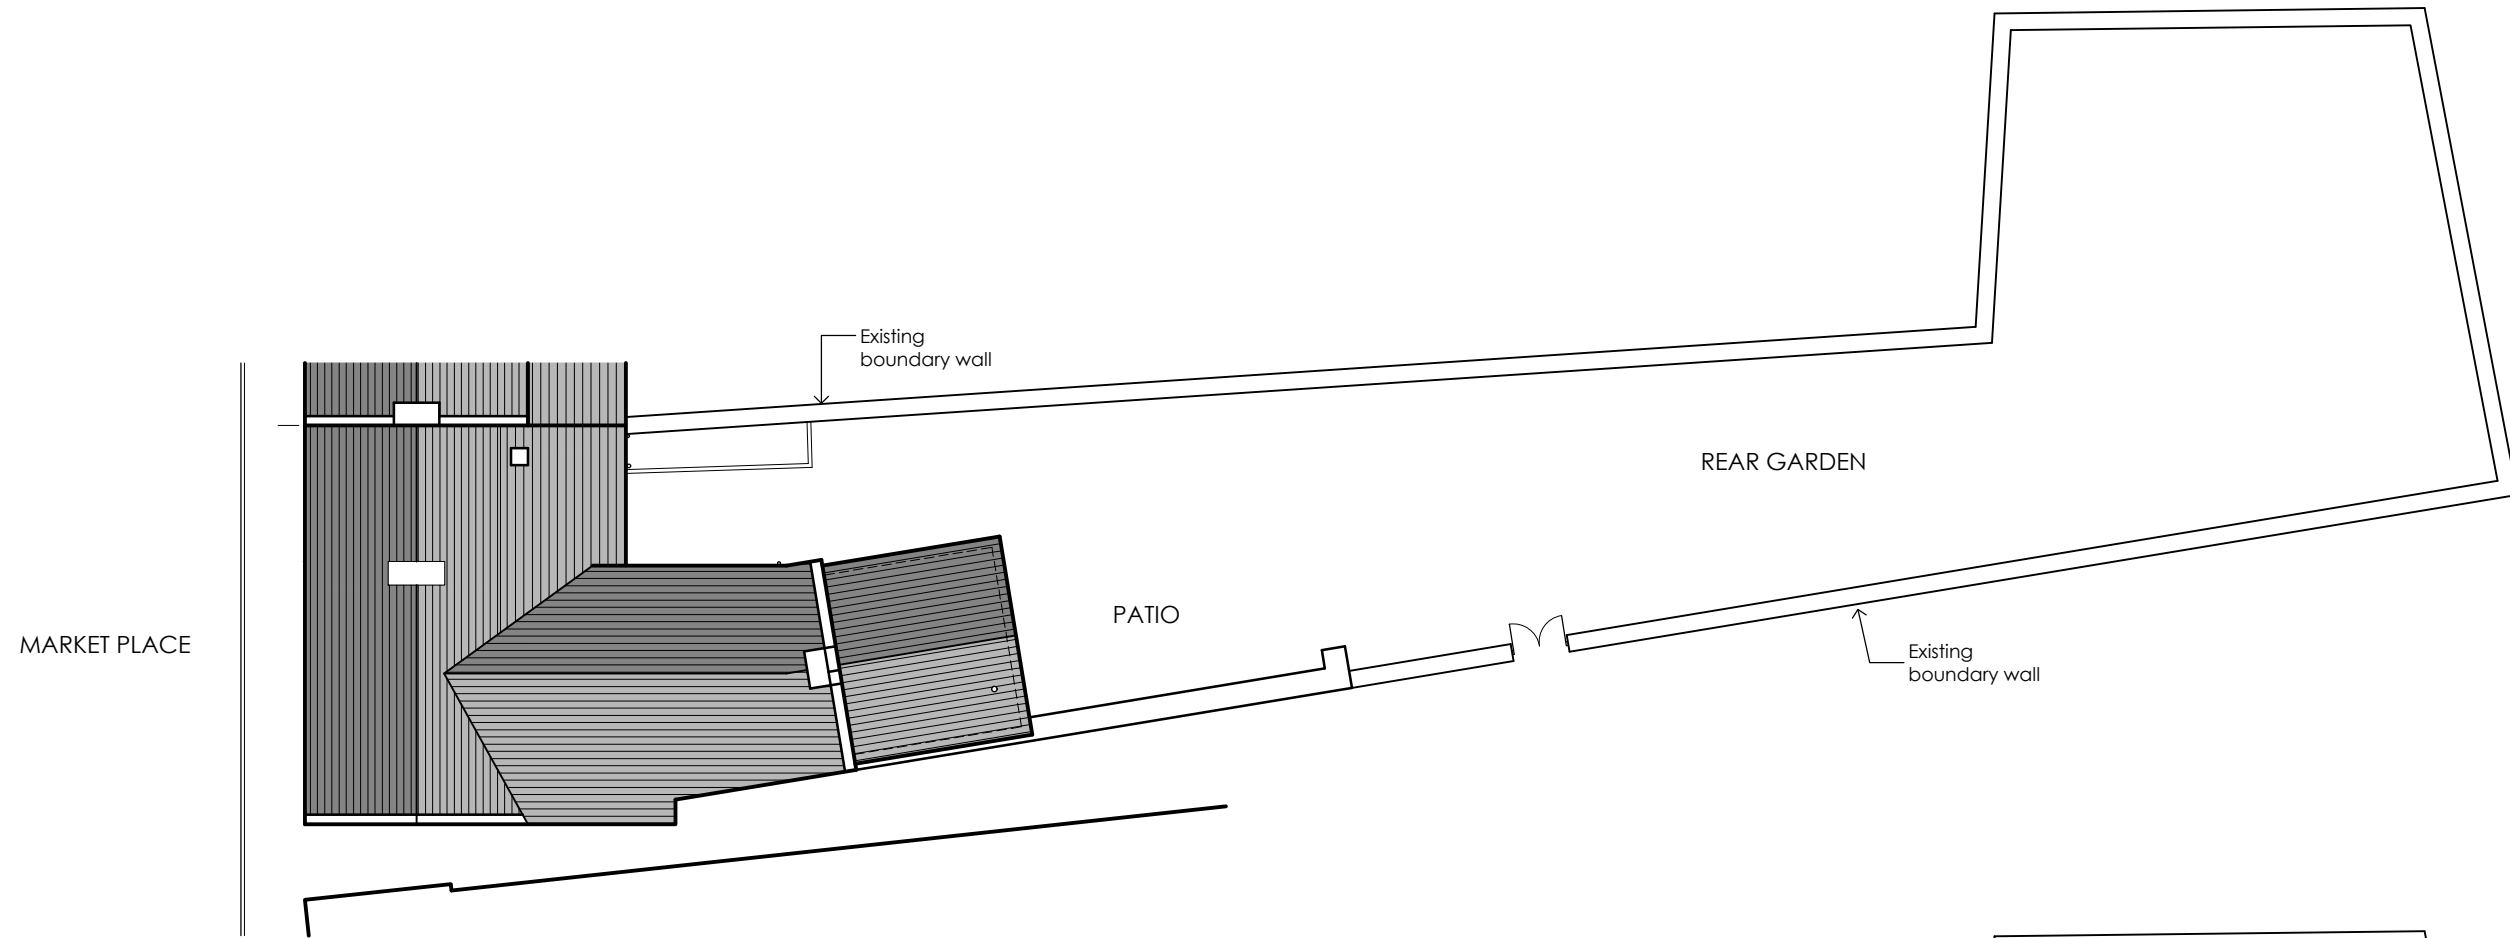 Existing
boundary wall
REAR GARDEN
PATIO
MARKET PLACE
Existing
boundary wall